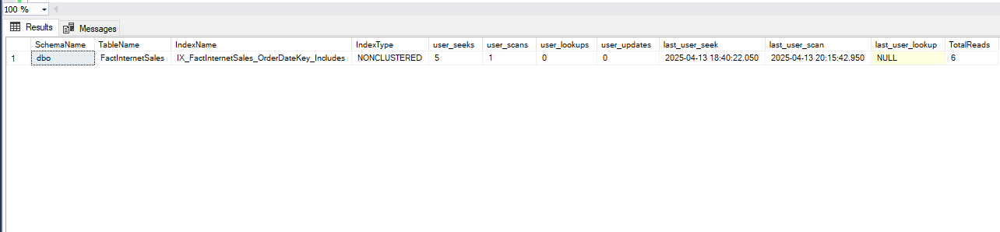 100 %
Results Messages
SchemaName TableName IndexName IndexType user_seeks user_scans user_lookups user_updates last_user_seek last_user_scan last_user_lookup TotalReads
1 dbo FactInternetSales IX_FactInternetSales_OrderDateKey_Includes NONCLUSTERED 5 1 0 0 2025-04-13 18:40:22.050 2025-04-13 20:15:42.950 NULL 6